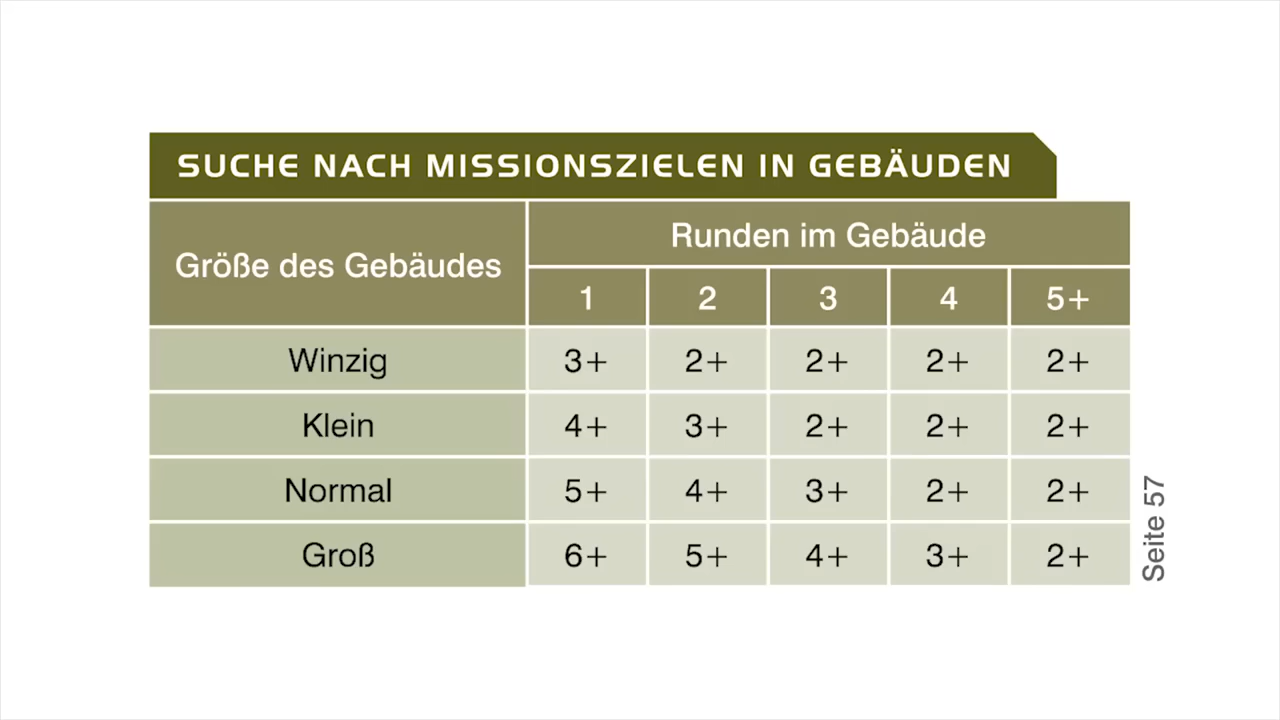 SUCHE NACH MISSIONSZIELEN IN GEBÄUDEN
Größe des Gebäudes
Runden im Gebäude
1 2 3 4 5+
Winzig 3+ 2+ 2+ 2+ 2+
Klein 4+ 3+ 2+ 2+ 2+
Normal 5+ 4+ 3+ 2+ 2+
Groß 6+ 5+ 4+ 3+ 2+
Seite 57